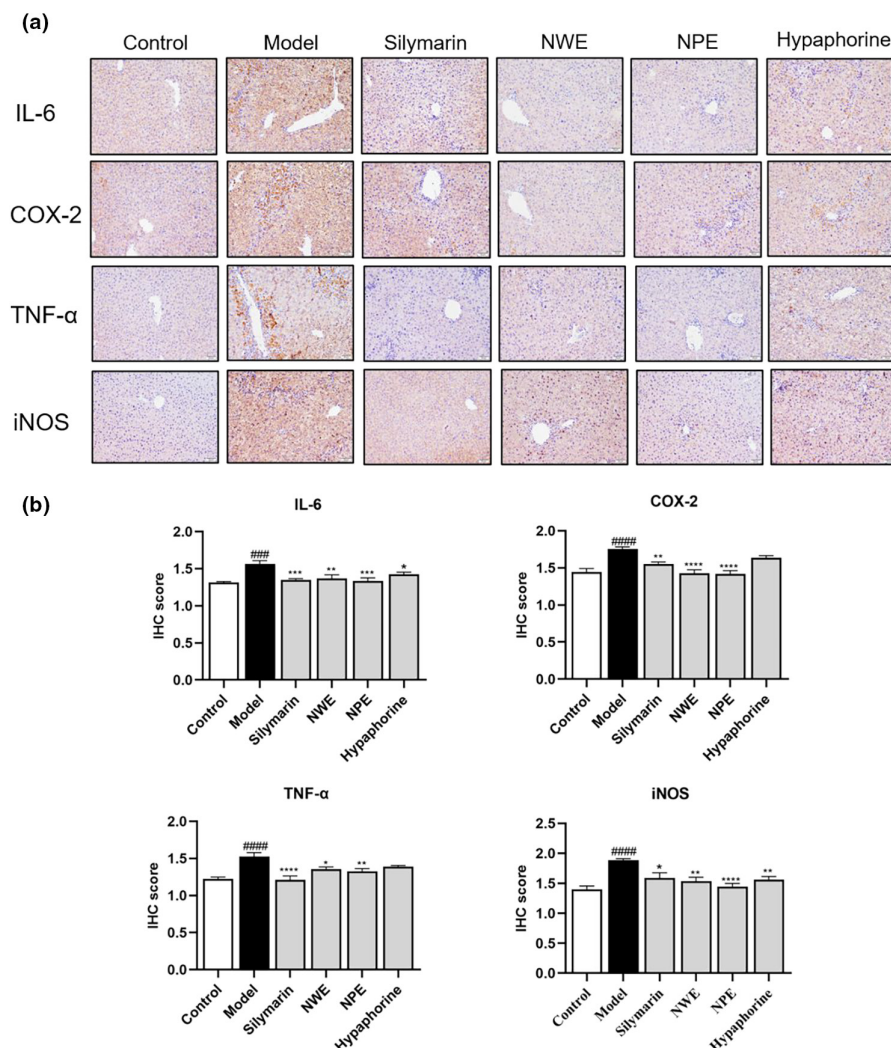 (a)
Control Model Silymarin NWE NPE Hypaphorine
IL-6
COX-2
TNF-α
iNOS
(b)
IL-6
IHC score
2.0
1.5
1.0
0.5
0.0
###
***
**
***
*
Control
Model
Silymarin
NWE
NPE
Hypaphorine
COX-2
IHC score
2.0
1.5
1.0
0.5
0.0
####
**
****
****
Control
Model
Silymarin
NWE
NPE
Hypaphorine
TNF-α
IHC score
2.0
1.5
1.0
0.5
0.0
####
****
*
**
Control
Model
Silymarin
NWE
NPE
Hypaphorine
iNOS
IHC score
2.5
2.0
1.5
1.0
0.5
0.0
####
*
**
****
**
Control
Model
Silymarin
NWE
NPE
Hypaphorine